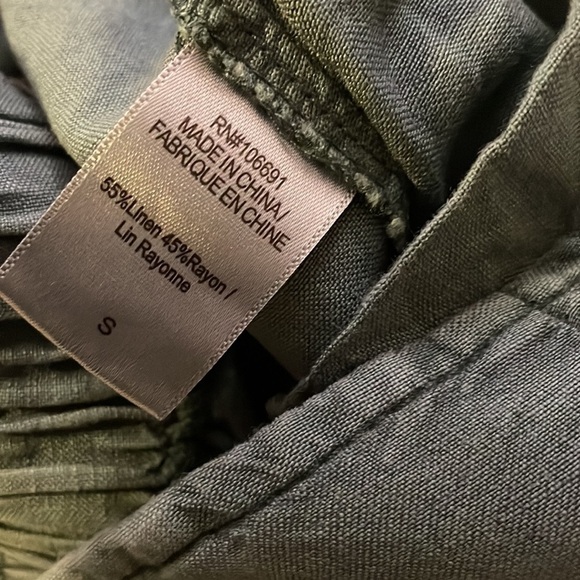 RN#106691
MADE IN CHINA/
FABRIQUE EN CHINE
55%Linen 45%Rayon /
Lin Rayonne
S